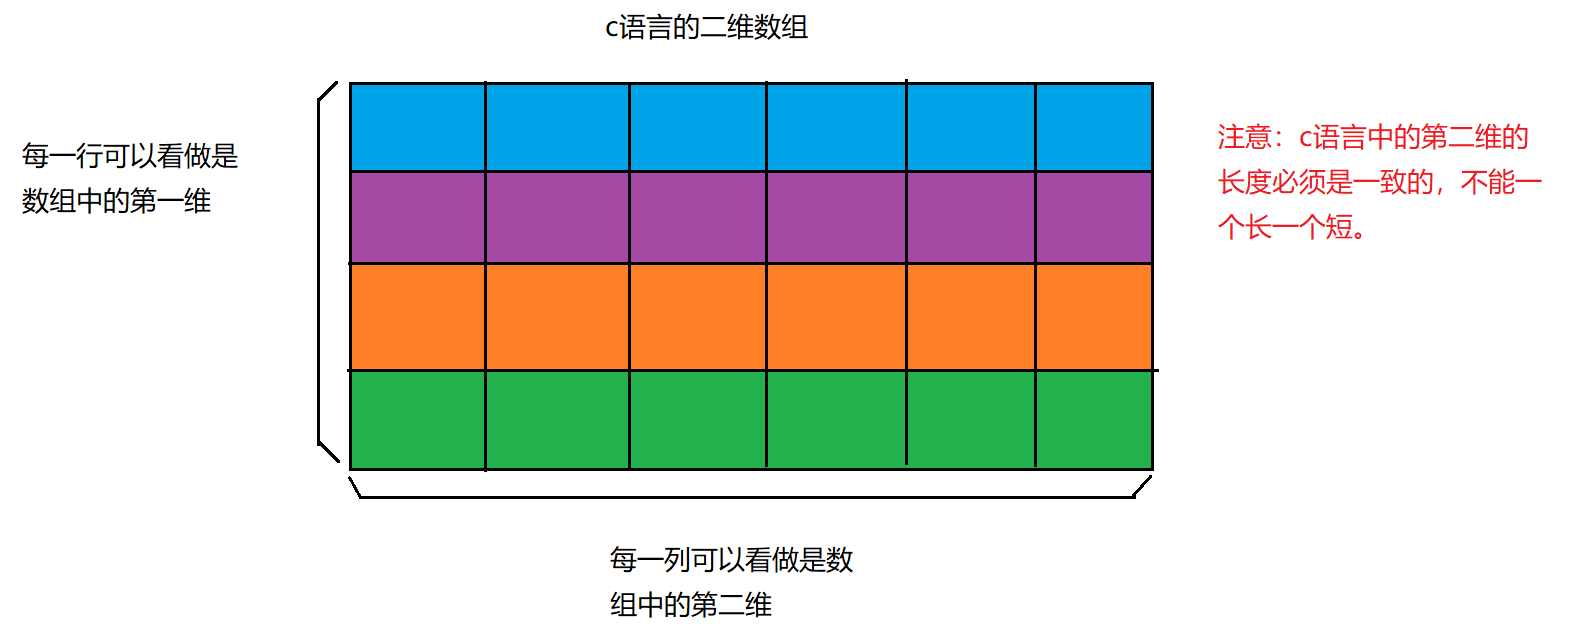 c语言的二维数组
每一行可以看做是
数组中的第一维
注意：c语言中的第二维的
长度必须是一致的，不能一
个长一个短。
每一列可以看做是数
组中的第二维